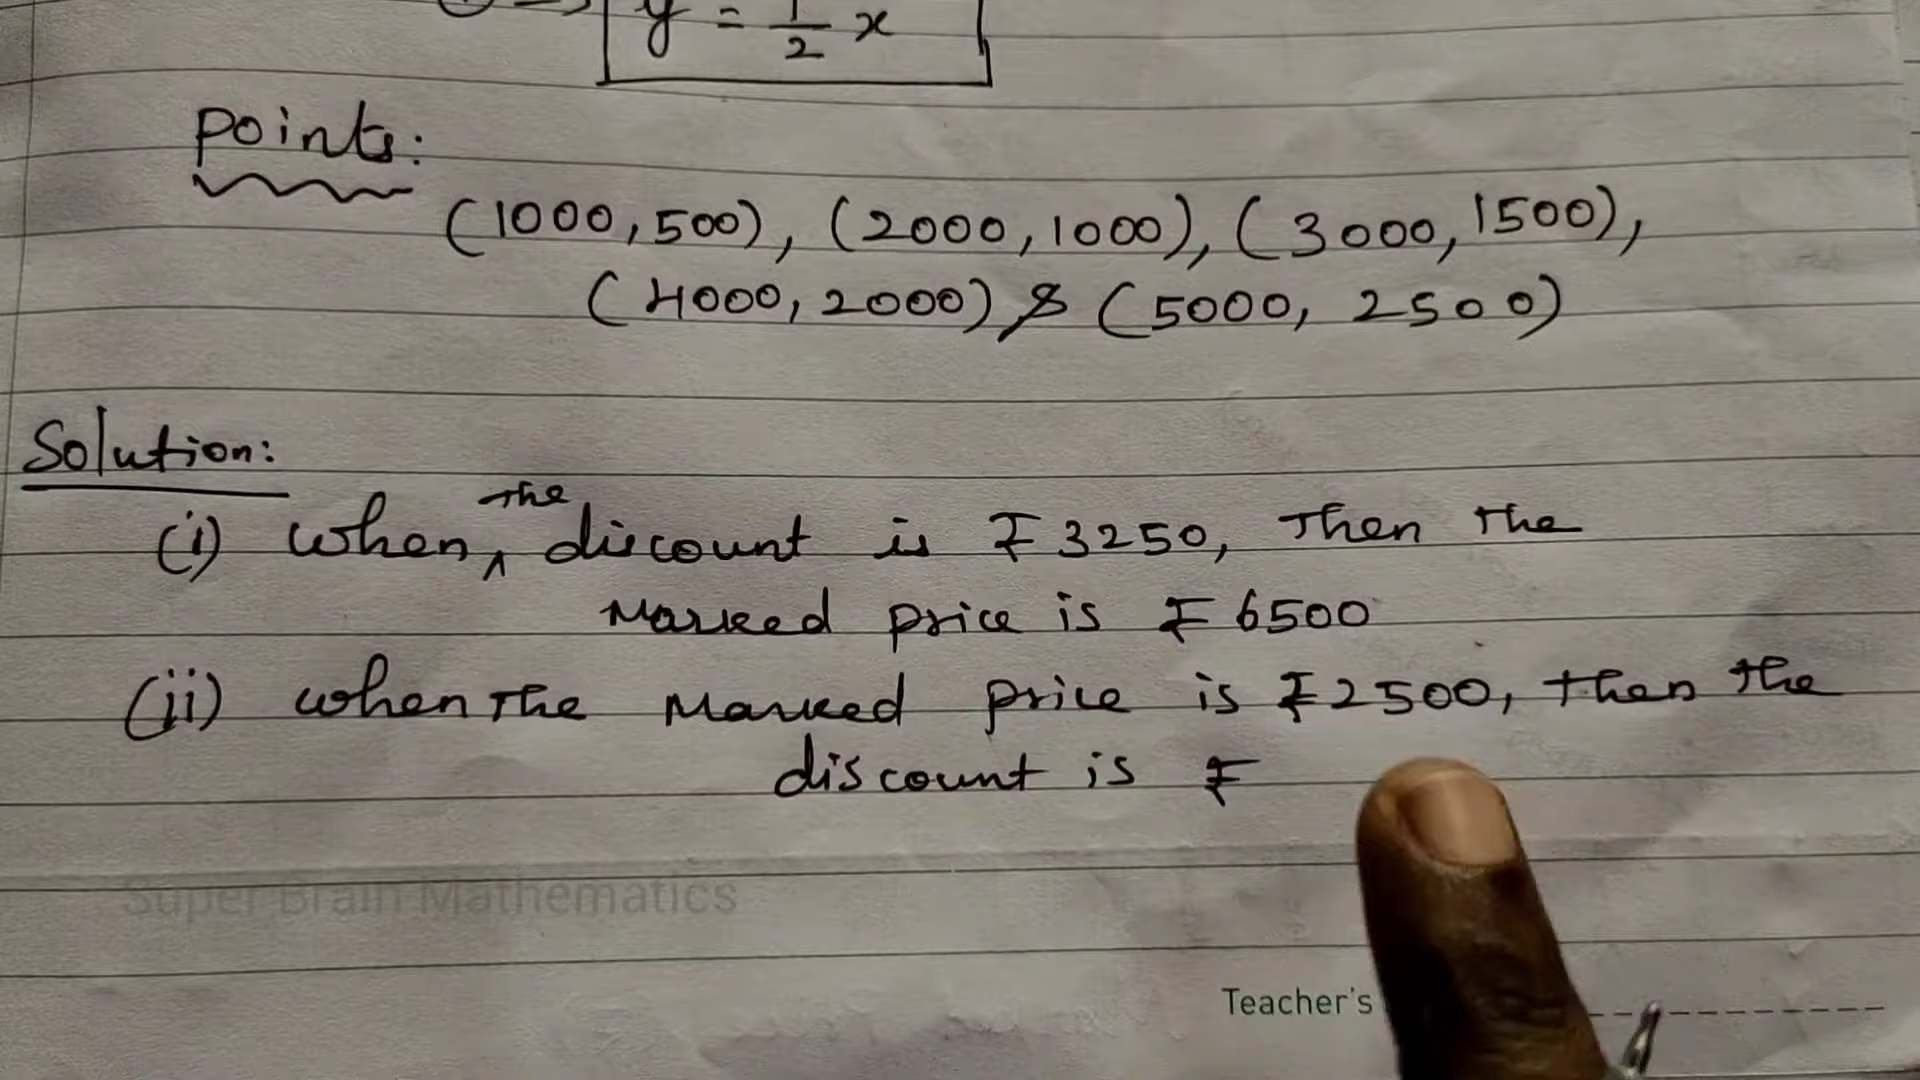 y = 1/2 x
Points:
(1000, 500), (2000, 1000), (3000, 1500),
(4000, 2000) & (5000, 2500)
Solution:
(i) when the discount is ₹ 3250, Then the
Marked price is ₹ 6500
(ii) when The Marked price is ₹2500, then the
discount is ₹
Super Brain Mathematics
Teacher's